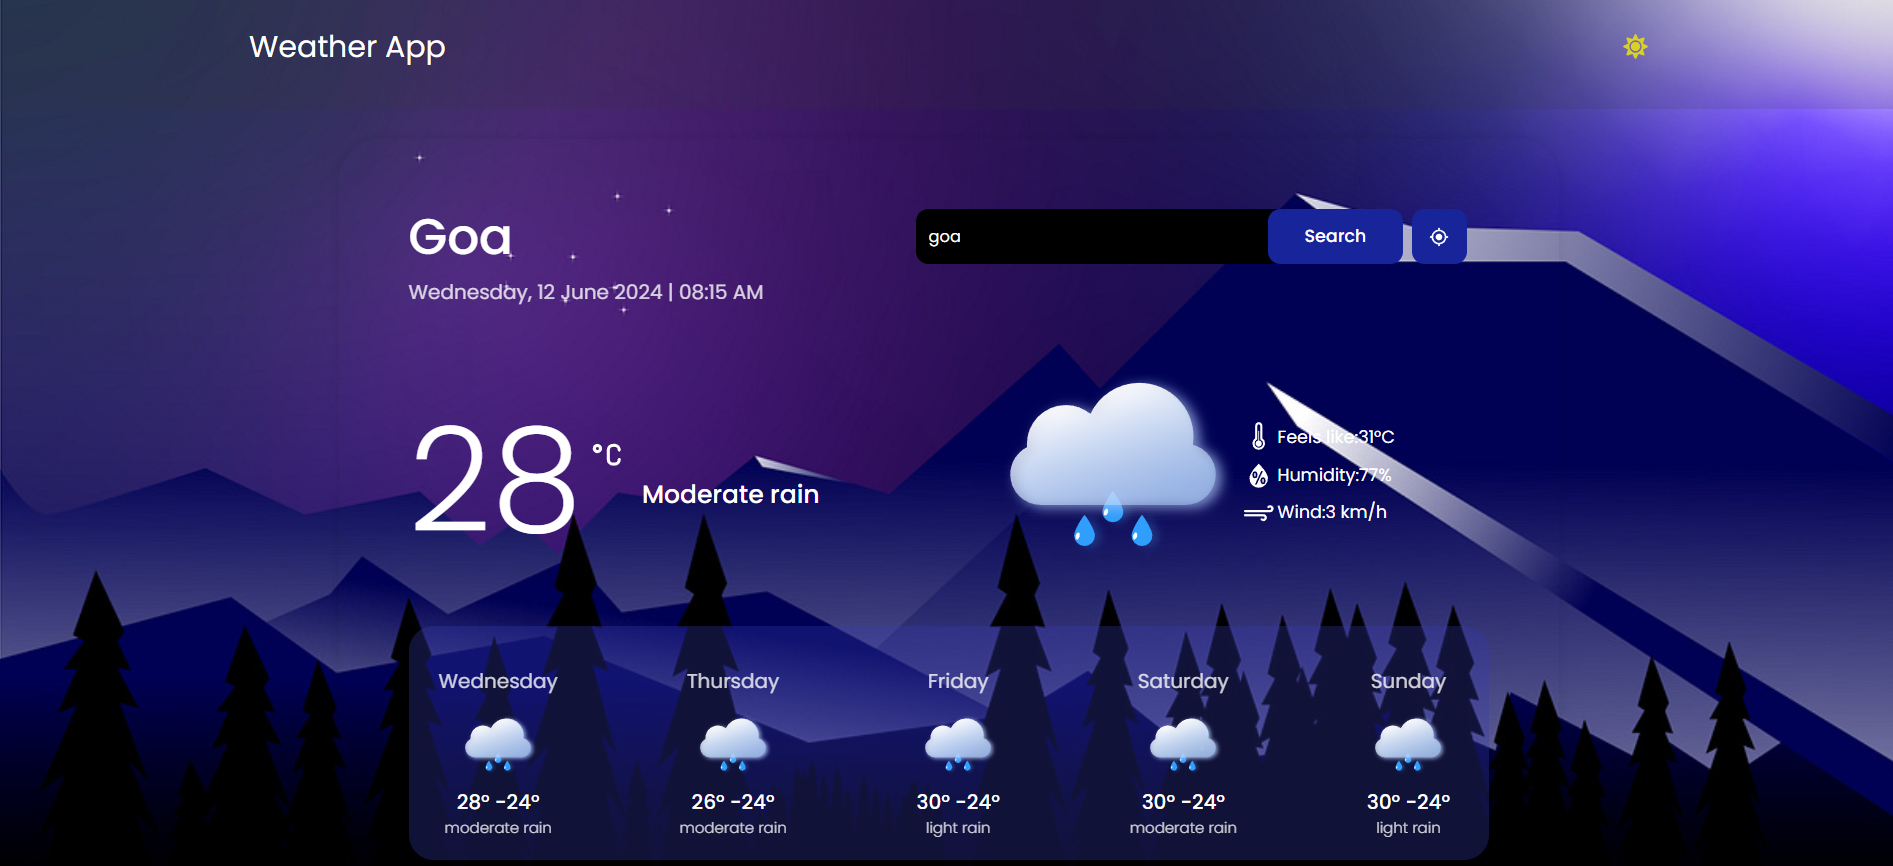 Weather App
Goa
goa
Search
Wednesday, 12 June 2024 | 08:15 AM
28 °C
Moderate rain
Feels like:31°C
Humidity:77%
Wind:3 km/h
Wednesday
Thursday
Friday
Saturday
Sunday
28° -24°
26° -24°
30° -24°
30° -24°
30° -24°
moderate rain
moderate rain
light rain
moderate rain
light rain